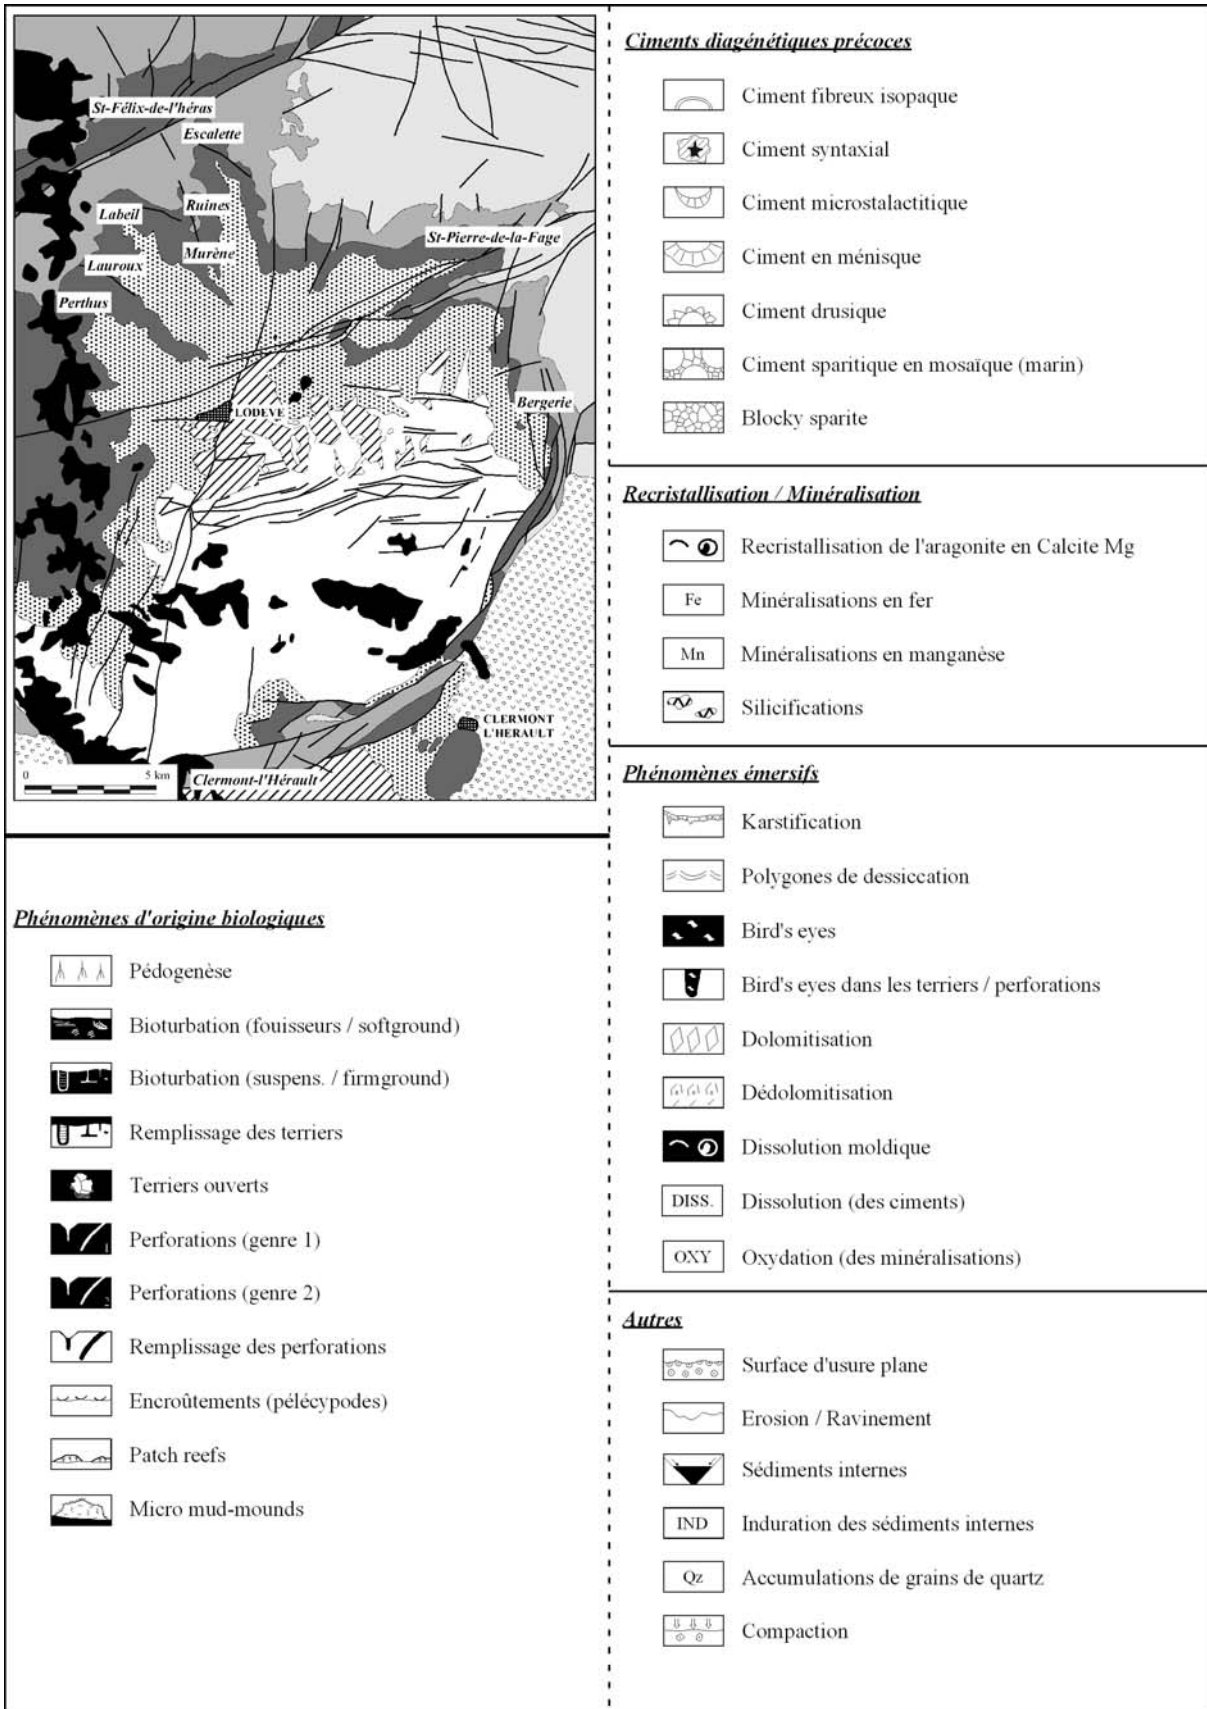 St-Félix-de-l'héras
Escalette
Ruines
Labeil
St-Pierre-de-la-Fage
Murène
Lauroux
Perthus
Bergerie
LODEVE
CLERMONT
L'HERAULT
0 5 km
Clermont-l'Hérault
Phénomènes d'origine biologiques
Pédogenèse
Bioturbation (fouisseurs / softground)
Bioturbation (suspens. / firmground)
Remplissage des terriers
Terriers ouverts
Perforations (genre 1)
Perforations (genre 2)
Remplissage des perforations
Encroûtements (pélécypodes)
Patch reefs
Micro mud-mounds
Ciments diagénétiques précoces
Ciment fibreux isopaque
Ciment syntaxial
Ciment microstalactitique
Ciment en ménisque
Ciment drusique
Ciment sparitique en mosaïque (marin)
Blocky sparite
Recristallisation / Minéralisation
Recristallisation de l'aragonite en Calcite Mg
Fe Minéralisations en fer
Mn Minéralisations en manganèse
Silicifications
Phénomènes émersifs
Karstification
Polygones de dessiccation
Bird's eyes
Bird's eyes dans les terriers / perforations
Dolomitisation
Dédolomitisation
Dissolution moldique
DISS. Dissolution (des ciments)
OXY Oxydation (des minéralisations)
Autres
Surface d'usure plane
Erosion / Ravinement
Sédiments internes
IND Induration des sédiments internes
Qz Accumulations de grains de quartz
Compaction